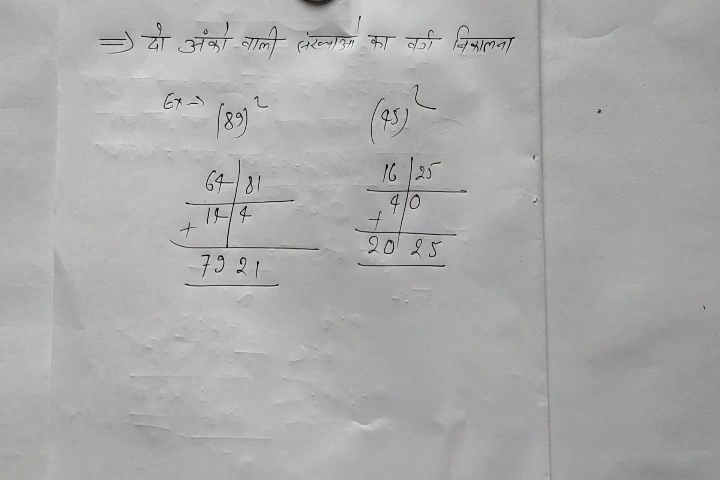 => दो अंको वाली संख्याओ का वर्ग निकालना
Ex → (89)² (45)²
64 | 81 16 | 25
+ 14 | 4 + 4 | 0
79 21 20 25